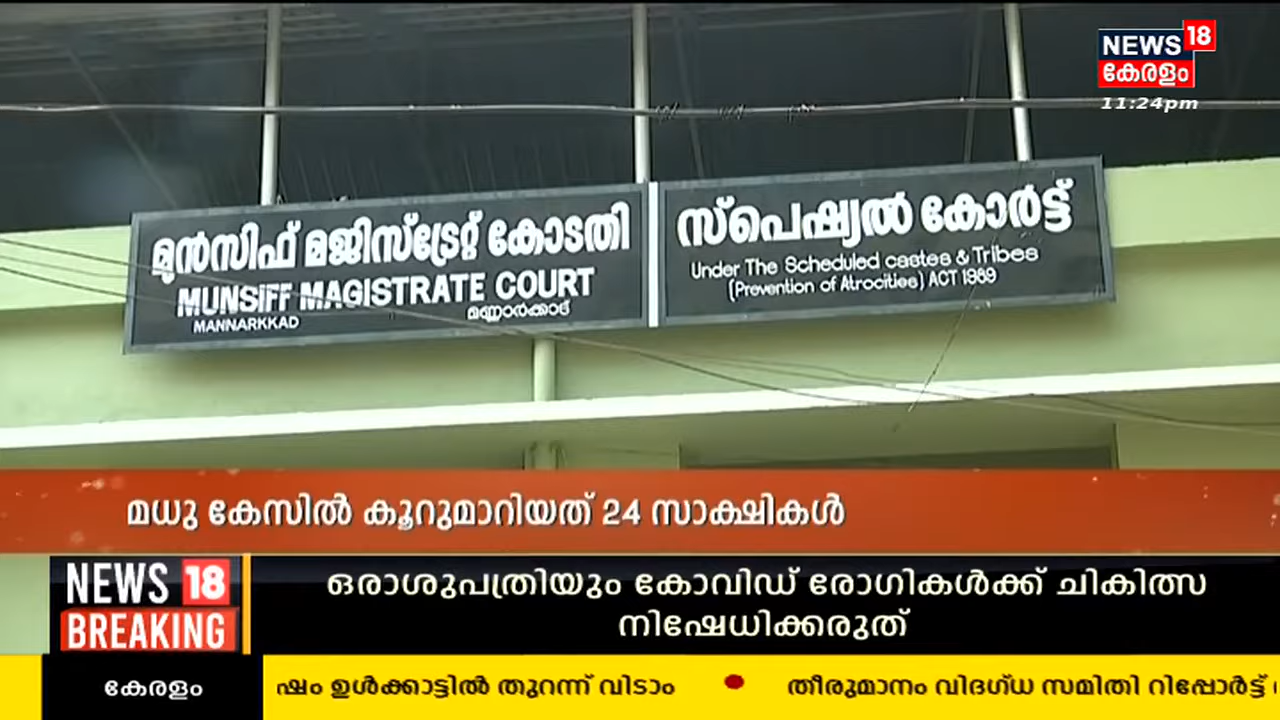 NEWS 18
കേരളം
11:24pm
മുൻസിഫ് മജിസ്ട്രേറ്റ് കോടതി
MUNSIFF MAGISTRATE COURT
MANNARKKAD മണ്ണാർക്കാട്
സ്പെഷ്യൽ കോർട്ട്
Under The Scheduled castes & Tribes
(Prevention of Atrocities) ACT 1989
മധു കേസിൽ കൂറുമാറിയത് 24 സാക്ഷികൾ
NEWS 18
BREAKING
ഒരാശുപത്രിയും കോവിഡ് രോഗികൾക്ക് ചികിത്സ
നിഷേധിക്കരുത്
കേരളം
ഷം ഉൾക്കാട്ടിൽ തുറന്ന് വിടാം • തീരുമാനം വിദഗ്ധ സമിതി റിപ്പോർട്ട്